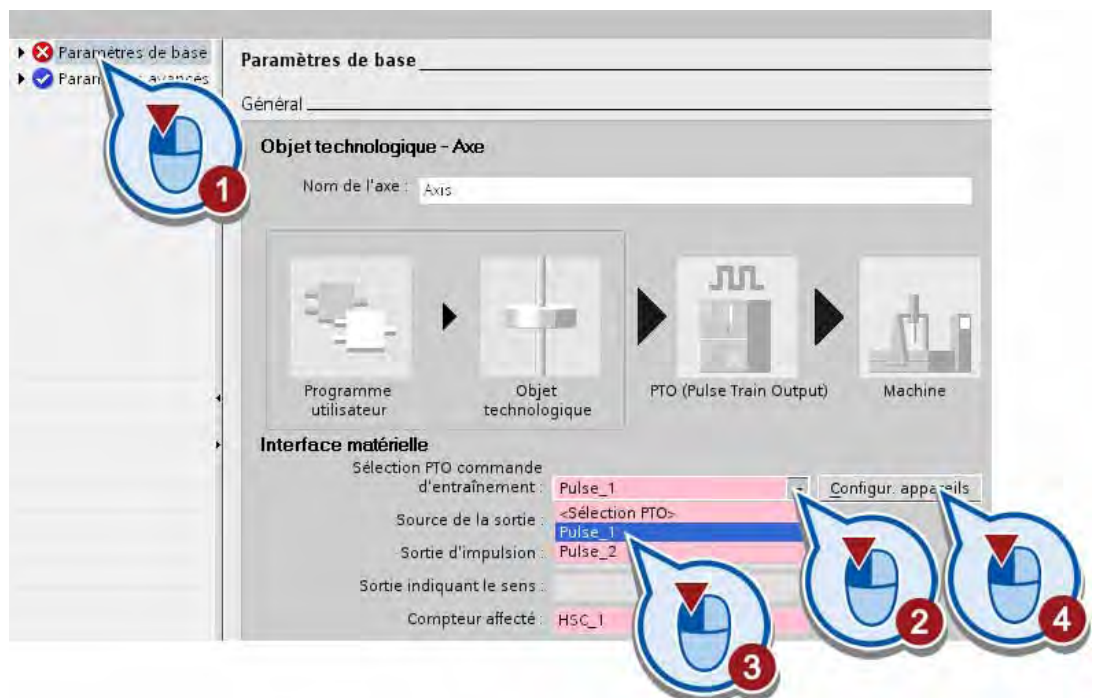 Paramètres de base
Paramètres de base
Général
Objet technologique - Axe
Nom de l'axe : Axis
Programme utilisateur
Objet technologique
PTO (Pulse Train Output)
Machine
Interface matérielle
Sélection PTO commande
d'entraînement : Pulse_1
Configur. appareils
Source de la sortie : <Sélection PTO>
Pulse_1
Sortie d'impulsion : Pulse_2
Sortie indiquant le sens :
Compteur affecté : HSC_1
1
2
3
4